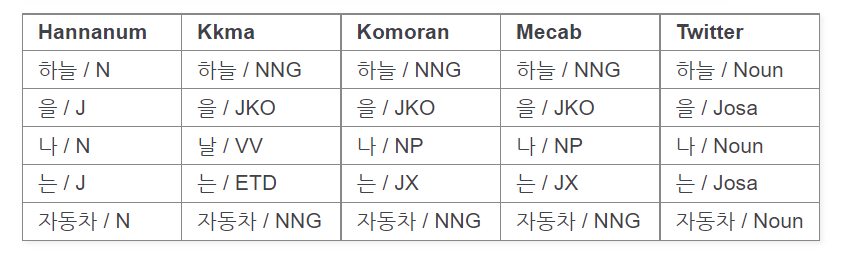 Hannanum Kkma Komoran Mecab Twitter
하늘 / N 하늘 / NNG 하늘 / NNG 하늘 / NNG 하늘 / Noun
을 / J 을 / JKO 을 / JKO 을 / JKO 을 / Josa
나 / N 날 / VV 나 / NP 나 / NP 나 / Noun
는 / J 는 / ETD 는 / JX 는 / JX 는 / Josa
자동차 / N 자동차 / NNG 자동차 / NNG 자동차 / NNG 자동차 / Noun